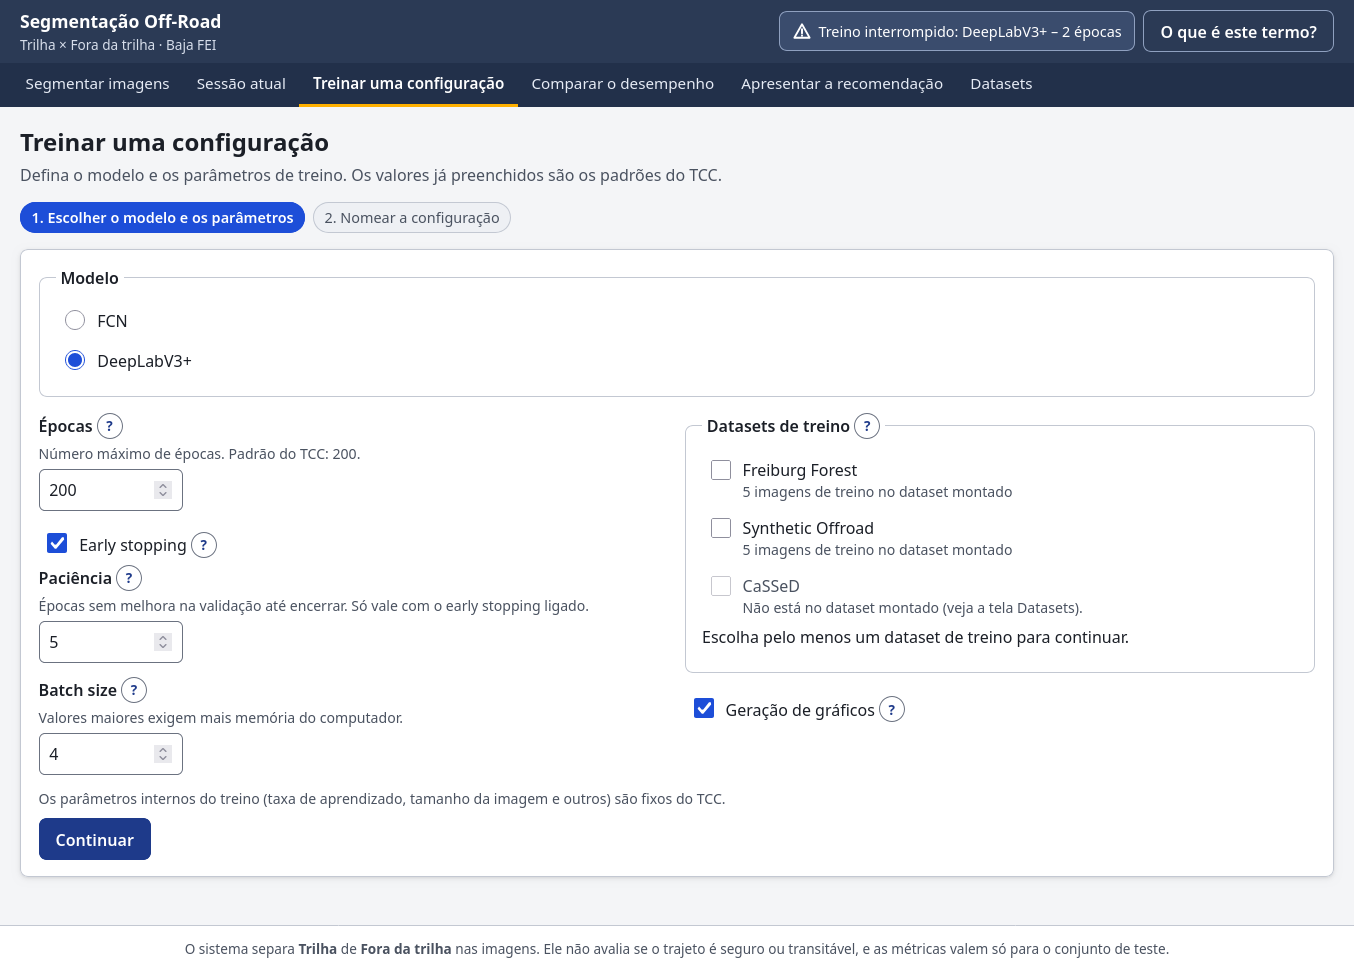 Segmentação Off-Road
Trilha × Fora da trilha · Baja FEI
Treino interrompido: DeepLabV3+ – 2 épocas
O que é este termo?
Segmentar imagens
Sessão atual
Treinar uma configuração
Comparar o desempenho
Apresentar a recomendação
Datasets
Treinar uma configuração
Defina o modelo e os parâmetros de treino. Os valores já preenchidos são os padrões do TCC.
1. Escolher o modelo e os parâmetros
2. Nomear a configuração
Modelo
FCN
DeepLabV3+
Épocas ?
Número máximo de épocas. Padrão do TCC: 200.
200
Early stopping ?
Paciência ?
Épocas sem melhora na validação até encerrar. Só vale com o early stopping ligado.
5
Batch size ?
Valores maiores exigem mais memória do computador.
4
Datasets de treino ?
Freiburg Forest
5 imagens de treino no dataset montado
Synthetic Offroad
5 imagens de treino no dataset montado
CaSSeD
Não está no dataset montado (veja a tela Datasets).
Escolha pelo menos um dataset de treino para continuar.
Geração de gráficos ?
Os parâmetros internos do treino (taxa de aprendizado, tamanho da imagem e outros) são fixos do TCC.
Continuar
O sistema separa Trilha de Fora da trilha nas imagens. Ele não avalia se o trajeto é seguro ou transitável, e as métricas valem só para o conjunto de teste.